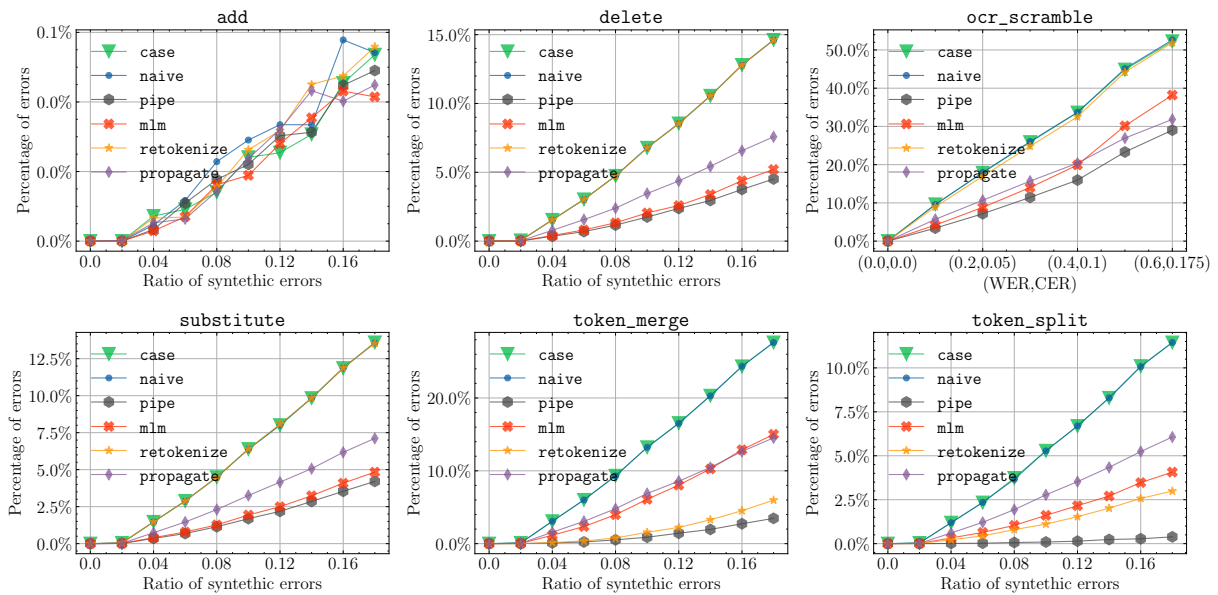 add
0.1%
0.0%
0.0%
0.0%
Percentage of errors
case
naive
pipe
mlm
retokenize
propagate
0.0 0.04 0.08 0.12 0.16
Ratio of syntethic errors
delete
15.0%
10.0%
5.0%
0.0%
Percentage of errors
case
naive
pipe
mlm
retokenize
propagate
0.0 0.04 0.08 0.12 0.16
Ratio of syntethic errors
ocr_scramble
50.0%
40.0%
30.0%
20.0%
10.0%
0.0%
Percentage of errors
case
naive
pipe
mlm
retokenize
propagate
(0.0,0.0) (0.2,0.05) (0.4,0.1) (0.6,0.175)
(WER,CER)
substitute
12.5%
10.0%
7.5%
5.0%
2.5%
0.0%
Percentage of errors
case
naive
pipe
mlm
retokenize
propagate
0.0 0.04 0.08 0.12 0.16
Ratio of syntethic errors
token_merge
20.0%
10.0%
0.0%
Percentage of errors
case
naive
pipe
mlm
retokenize
propagate
0.0 0.04 0.08 0.12 0.16
Ratio of syntethic errors
token_split
10.0%
7.5%
5.0%
2.5%
0.0%
Percentage of errors
case
naive
pipe
mlm
retokenize
propagate
0.0 0.04 0.08 0.12 0.16
Ratio of syntethic errors